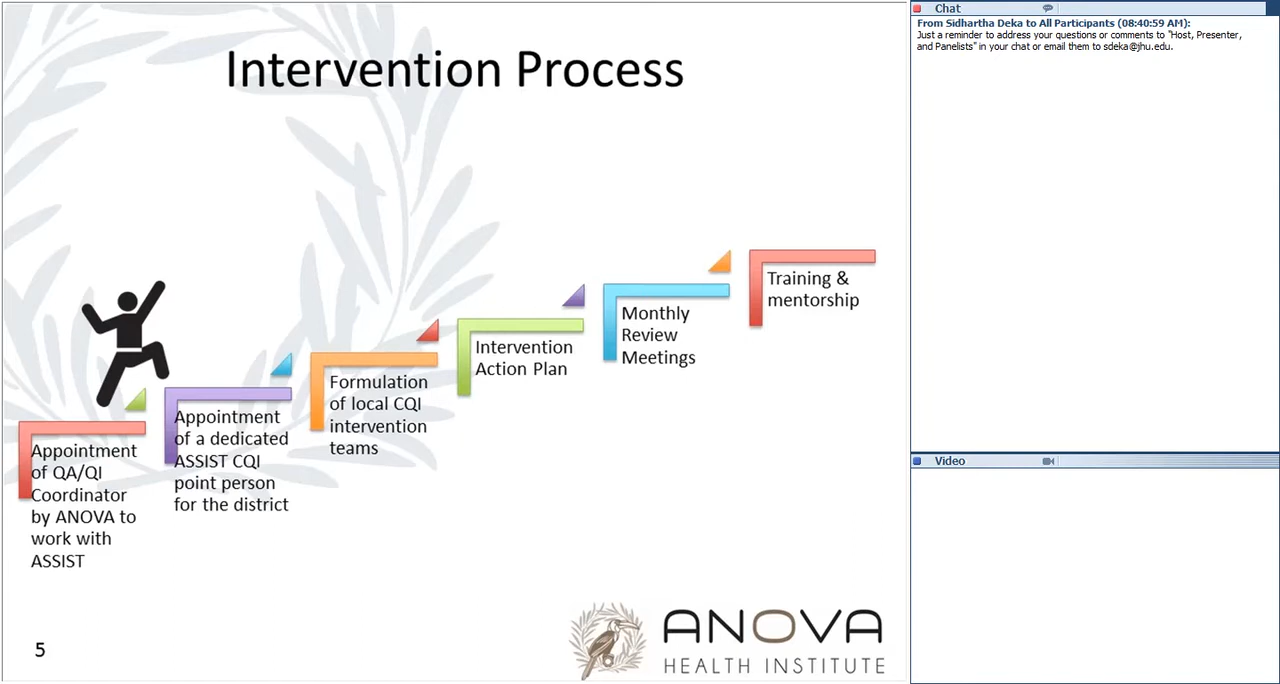 Intervention Process
Appointment
of QA/QI
Coordinator
by ANOVA to
work with
ASSIST
Appointment
of a dedicated
ASSIST CQI
point person
for the district
Formulation
of local CQI
intervention
teams
Intervention
Action Plan
Monthly
Review
Meetings
Training &
mentorship
5
ANOVA
HEALTH INSTITUTE
Chat
From Sidhartha Deka to All Participants (08:40:59 AM):
Just a reminder to address your questions or comments to "Host, Presenter,
and Panelists" in your chat or email them to sdeka@jhu.edu.
Video